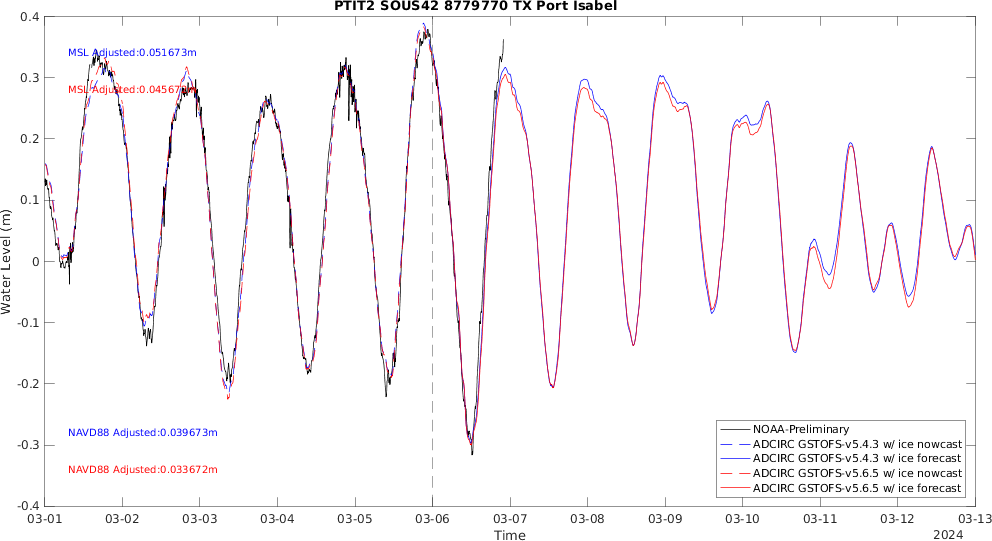 PTIT2 SOUS42 8779770 TX Port Isabel
0.4
0.3
0.2
0.1
0
-0.1
-0.2
-0.3
-0.4
Water Level (m)
MSL Adjusted:0.051673m
MSL Adjusted:0.045672m
NAVD88 Adjusted:0.039673m
NAVD88 Adjusted:0.033672m
NOAA-Preliminary
ADCIRC GSTOFS-v5.4.3 w/ ice nowcast
ADCIRC GSTOFS-v5.4.3 w/ ice forecast
ADCIRC GSTOFS-v5.6.5 w/ ice nowcast
ADCIRC GSTOFS-v5.6.5 w/ ice forecast
03-01 03-02 03-03 03-04 03-05 03-06 03-07 03-08 03-09 03-10 03-11 03-12 03-13
Time
2024